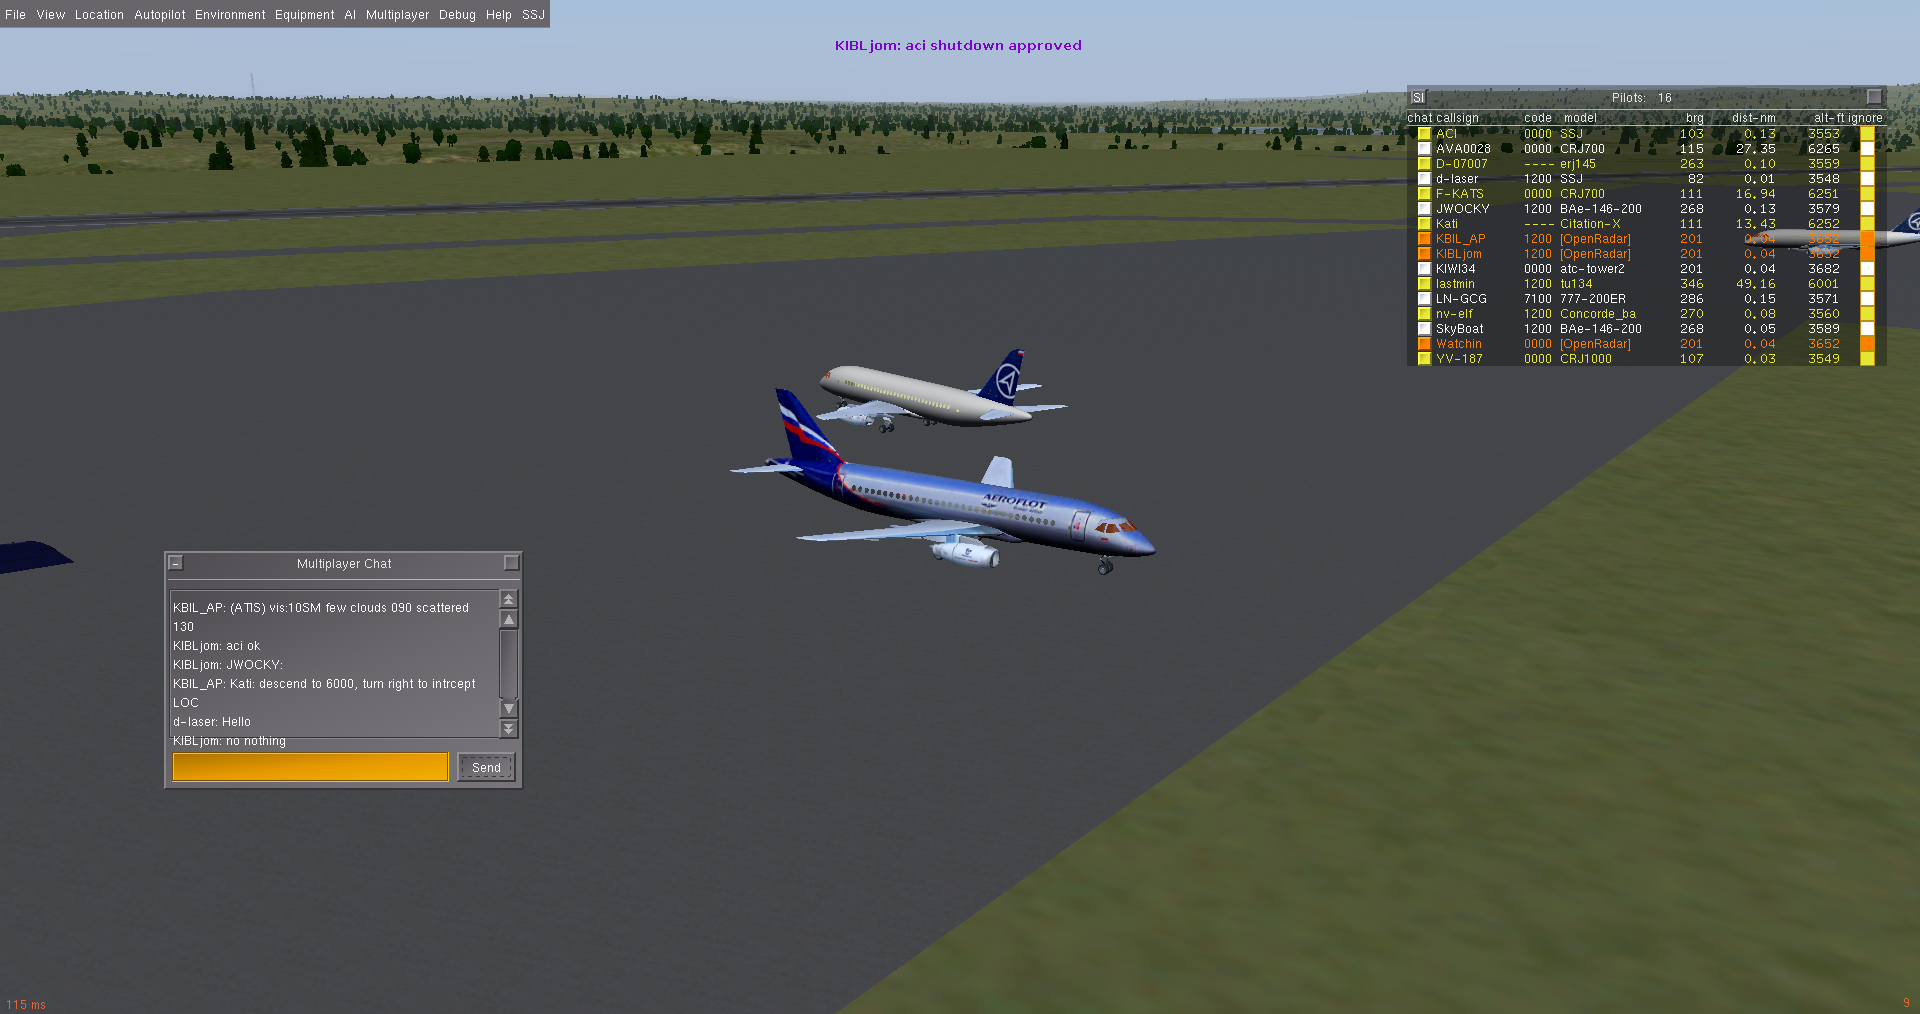 File View Location Autopilot Environment Equipment AI Multiplayer Debug Help SSJ
KIBLjom: aci shutdown approved
SI Pilots: 16
chat callsign code model brg dist-nm alt-ft ignore
ACI 0000 SSJ 103 0.13 3553
AVA0028 0000 CRJ700 115 27.35 6265
D-07007 ---- erj145 263 0.10 3559
d-laser 1200 SSJ 82 0.01 3548
F-KATS 0000 CRJ700 111 16.94 6251
JWOCKY 1200 BAe-146-200 268 0.13 3579
Kati ---- Citation-X 111 13.43 6252
KBIL_AP 1200 [OpenRadar] 201 0.04 3652
KIBLjom 1200 [OpenRadar] 201 0.04 3652
KIWI34 0000 atc-tower2 201 0.04 3682
lastmin 1200 tu134 346 49.16 6001
LN-GCG 7100 777-200ER 286 0.15 3571
nv-elf 1200 Concorde_ba 270 0.08 3560
SkyBoat 1200 BAe-146-200 268 0.05 3589
Watchin 0000 [OpenRadar] 201 0.04 3652
YV-187 0000 CRJ1000 107 0.03 3549
AEROFLOT
Multiplayer Chat
KBIL_AP: (ATIS) vis:10SM few clouds 090 scattered
130
KIBLjom: aci ok
KIBLjom: JWOCKY:
KBIL_AP: Kati: descend to 6000, turn right to intrcept
LOC
d-laser: Hello
KIBLjom: no nothing
Send
115 ms
9